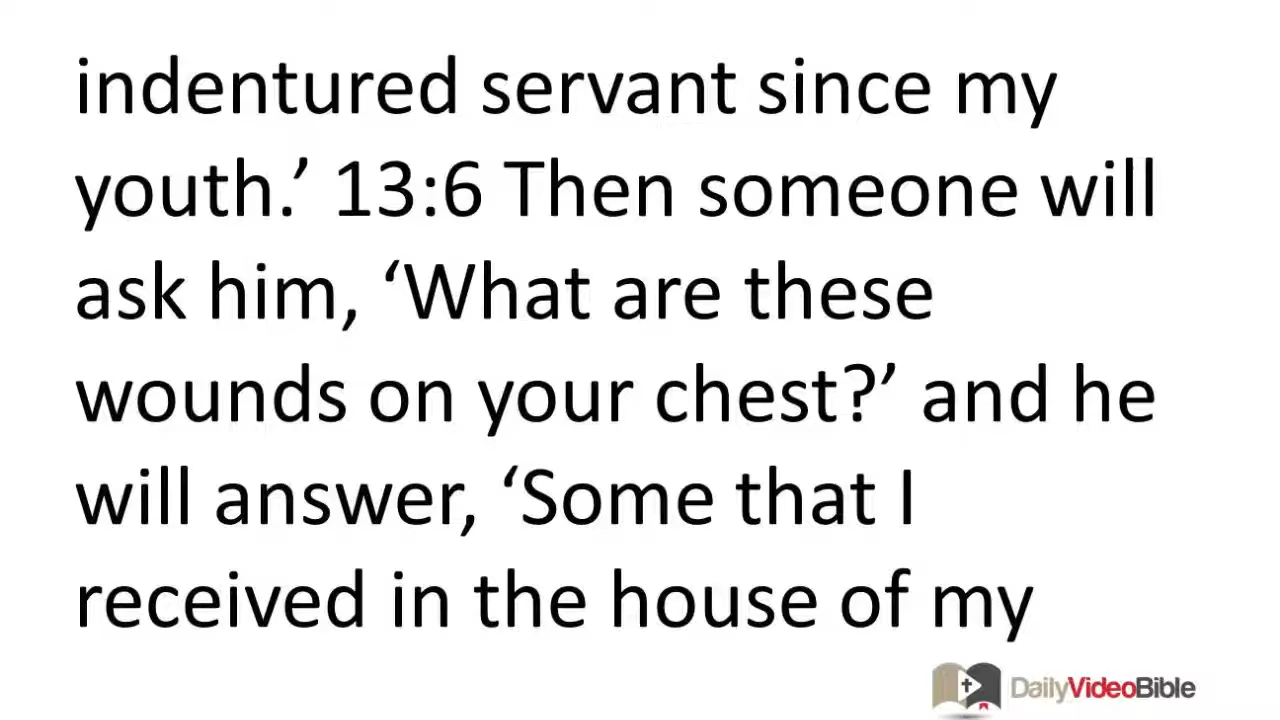 indentured servant since my
youth.’ 13:6 Then someone will
ask him, ‘What are these
wounds on your chest?’ and he
will answer, ‘Some that I
received in the house of my
DailyVideoBible